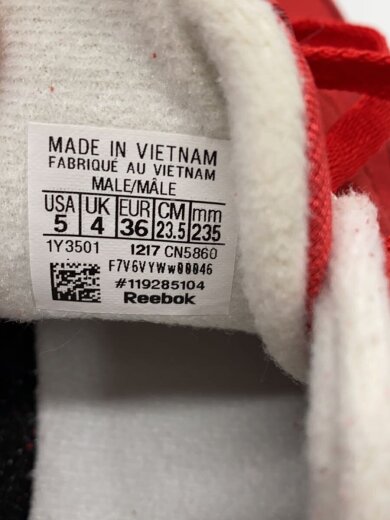 MADE IN VIETNAM
FABRIQUÉ AU VIETNAM
MALE/MÂLE
USA UK EUR CM mm
5 4 36 23.5 235
1Y3501 1217 CN5860
F7V6VYWw00046
#119285104
Reebok